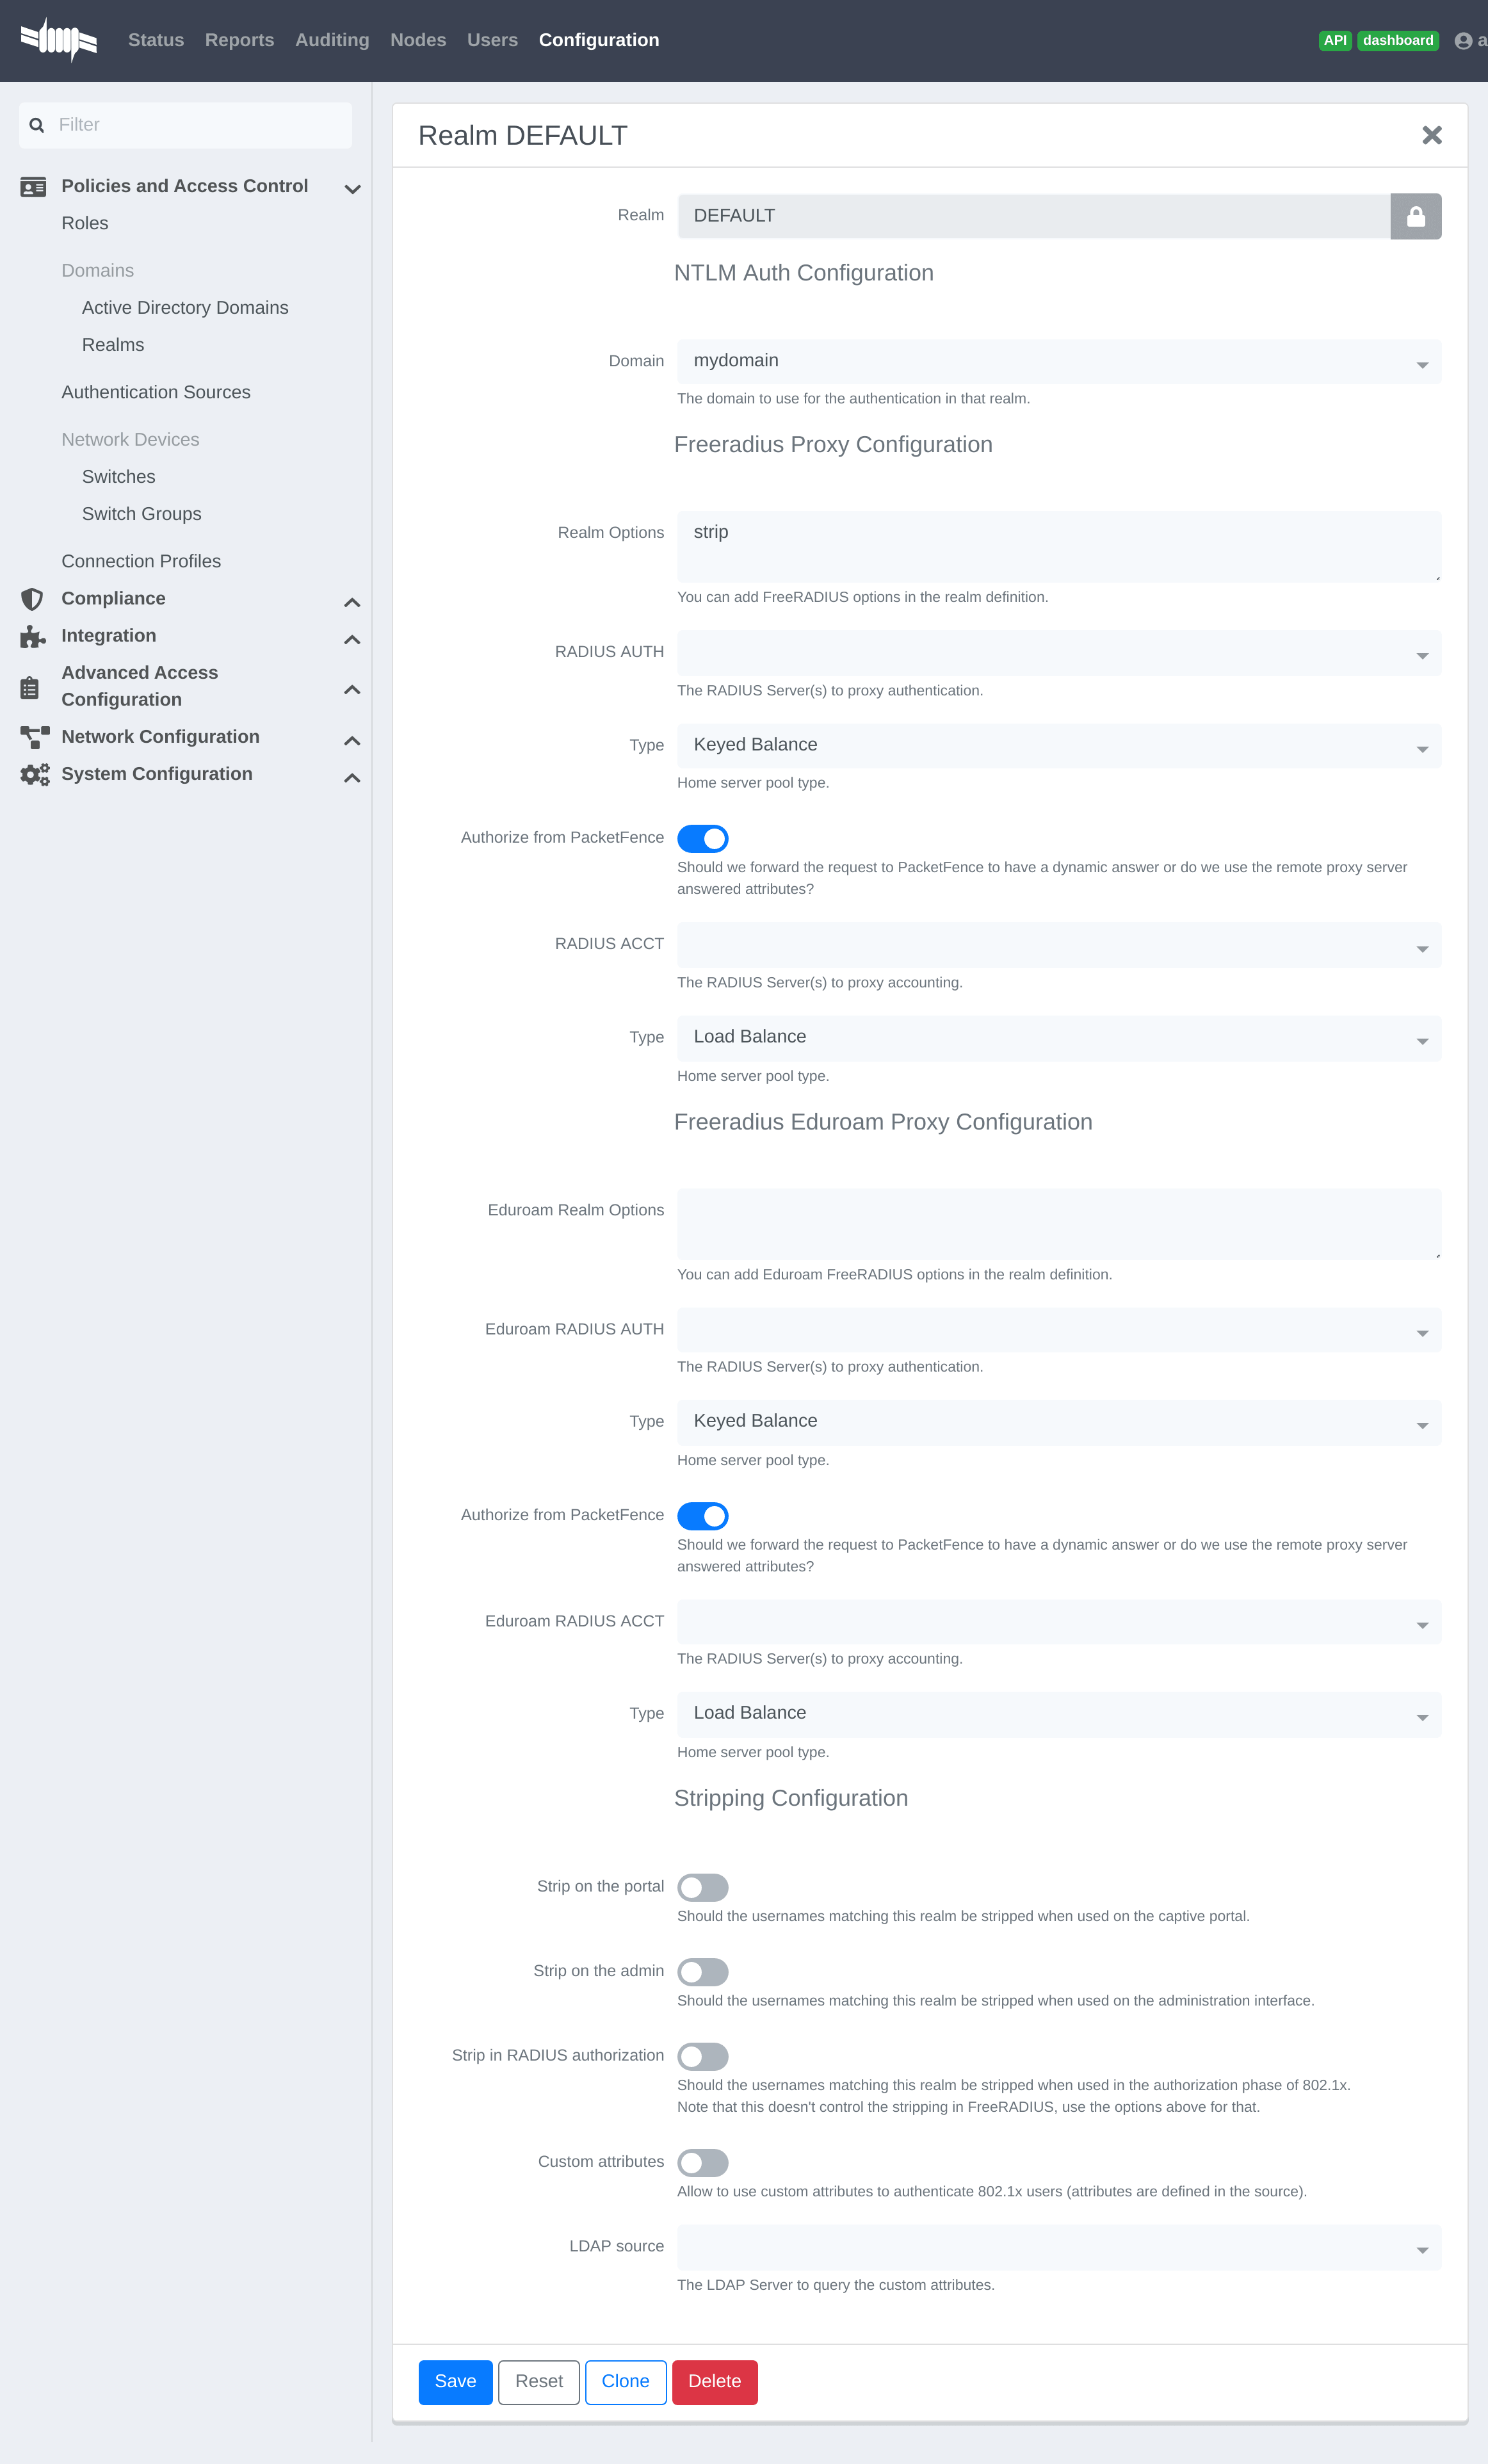 Status Reports Auditing Nodes Users Configuration
API dashboard a
Filter
Policies and Access Control
Roles
Domains
Active Directory Domains
Realms
Authentication Sources
Network Devices
Switches
Switch Groups
Connection Profiles
Compliance
Integration
Advanced Access
Configuration
Network Configuration
System Configuration
Realm DEFAULT
Realm DEFAULT
NTLM Auth Configuration
Domain mydomain
The domain to use for the authentication in that realm.
Freeradius Proxy Configuration
Realm Options strip
You can add FreeRADIUS options in the realm definition.
RADIUS AUTH
The RADIUS Server(s) to proxy authentication.
Type Keyed Balance
Home server pool type.
Authorize from PacketFence
Should we forward the request to PacketFence to have a dynamic answer or do we use the remote proxy server
answered attributes?
RADIUS ACCT
The RADIUS Server(s) to proxy accounting.
Type Load Balance
Home server pool type.
Freeradius Eduroam Proxy Configuration
Eduroam Realm Options
You can add Eduroam FreeRADIUS options in the realm definition.
Eduroam RADIUS AUTH
The RADIUS Server(s) to proxy authentication.
Type Keyed Balance
Home server pool type.
Authorize from PacketFence
Should we forward the request to PacketFence to have a dynamic answer or do we use the remote proxy server
answered attributes?
Eduroam RADIUS ACCT
The RADIUS Server(s) to proxy accounting.
Type Load Balance
Home server pool type.
Stripping Configuration
Strip on the portal
Should the usernames matching this realm be stripped when used on the captive portal.
Strip on the admin
Should the usernames matching this realm be stripped when used on the administration interface.
Strip in RADIUS authorization
Should the usernames matching this realm be stripped when used in the authorization phase of 802.1x.
Note that this doesn't control the stripping in FreeRADIUS, use the options above for that.
Custom attributes
Allow to use custom attributes to authenticate 802.1x users (attributes are defined in the source).
LDAP source
The LDAP Server to query the custom attributes.
Save Reset Clone Delete